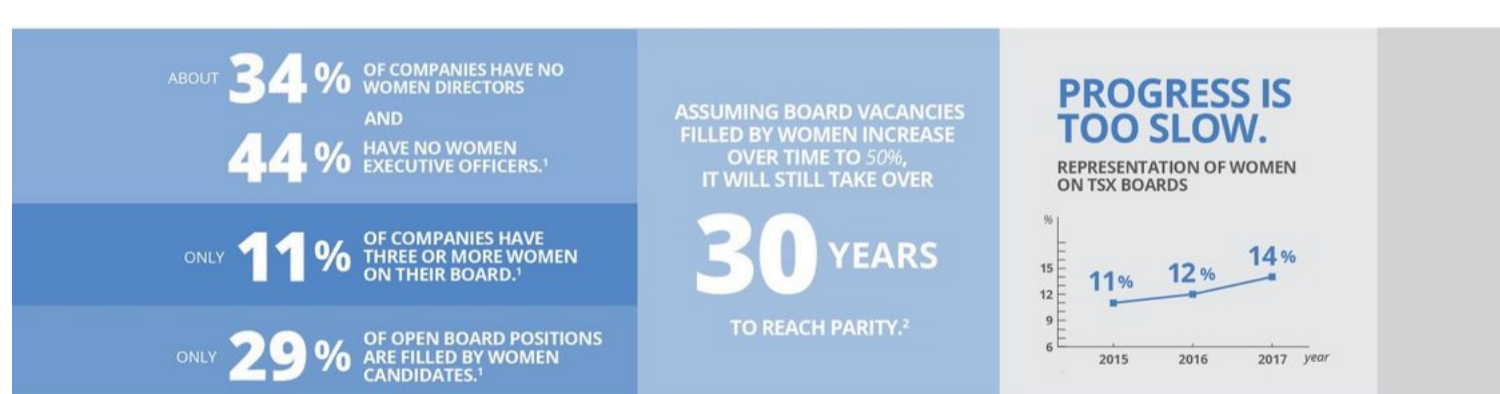 ABOUT 34% OF COMPANIES HAVE NO
WOMEN DIRECTORS
AND
44% HAVE NO WOMEN
EXECUTIVE OFFICERS.¹
ONLY 11% OF COMPANIES HAVE
THREE OR MORE WOMEN
ON THEIR BOARD.¹
ONLY 29% OF OPEN BOARD POSITIONS
ARE FILLED BY WOMEN
CANDIDATES.¹
ASSUMING BOARD VACANCIES
FILLED BY WOMEN INCREASE
OVER TIME TO 50%,
IT WILL STILL TAKE OVER
30 YEARS
TO REACH PARITY.²
PROGRESS IS
TOO SLOW.
REPRESENTATION OF WOMEN
ON TSX BOARDS
%
15
12
9
6
11%
12%
14%
2015 2016 2017 year